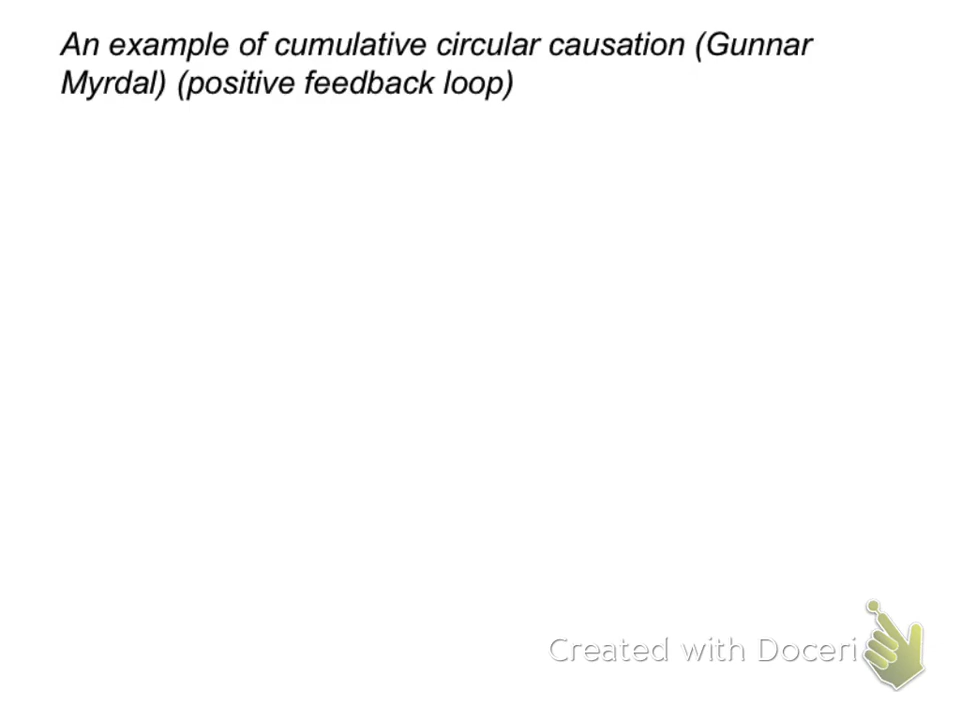 An example of cumulative circular causation (Gunnar
Myrdal) (positive feedback loop)
Created with Doceri